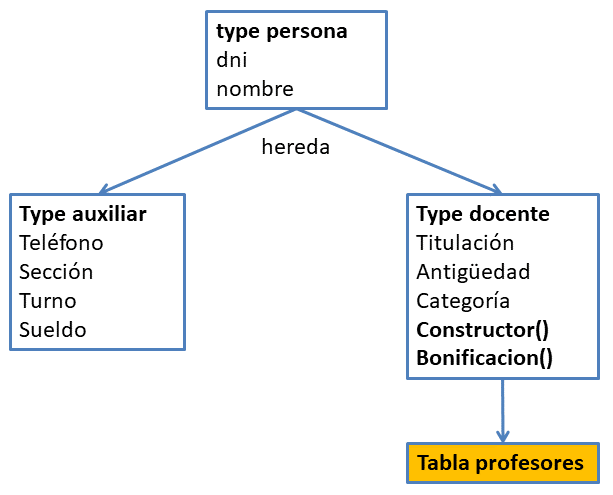 type persona
dni
nombre
hereda
Type auxiliar
Teléfono
Sección
Turno
Sueldo
Type docente
Titulación
Antigüedad
Categoría
Constructor()
Bonificacion()
Tabla profesores